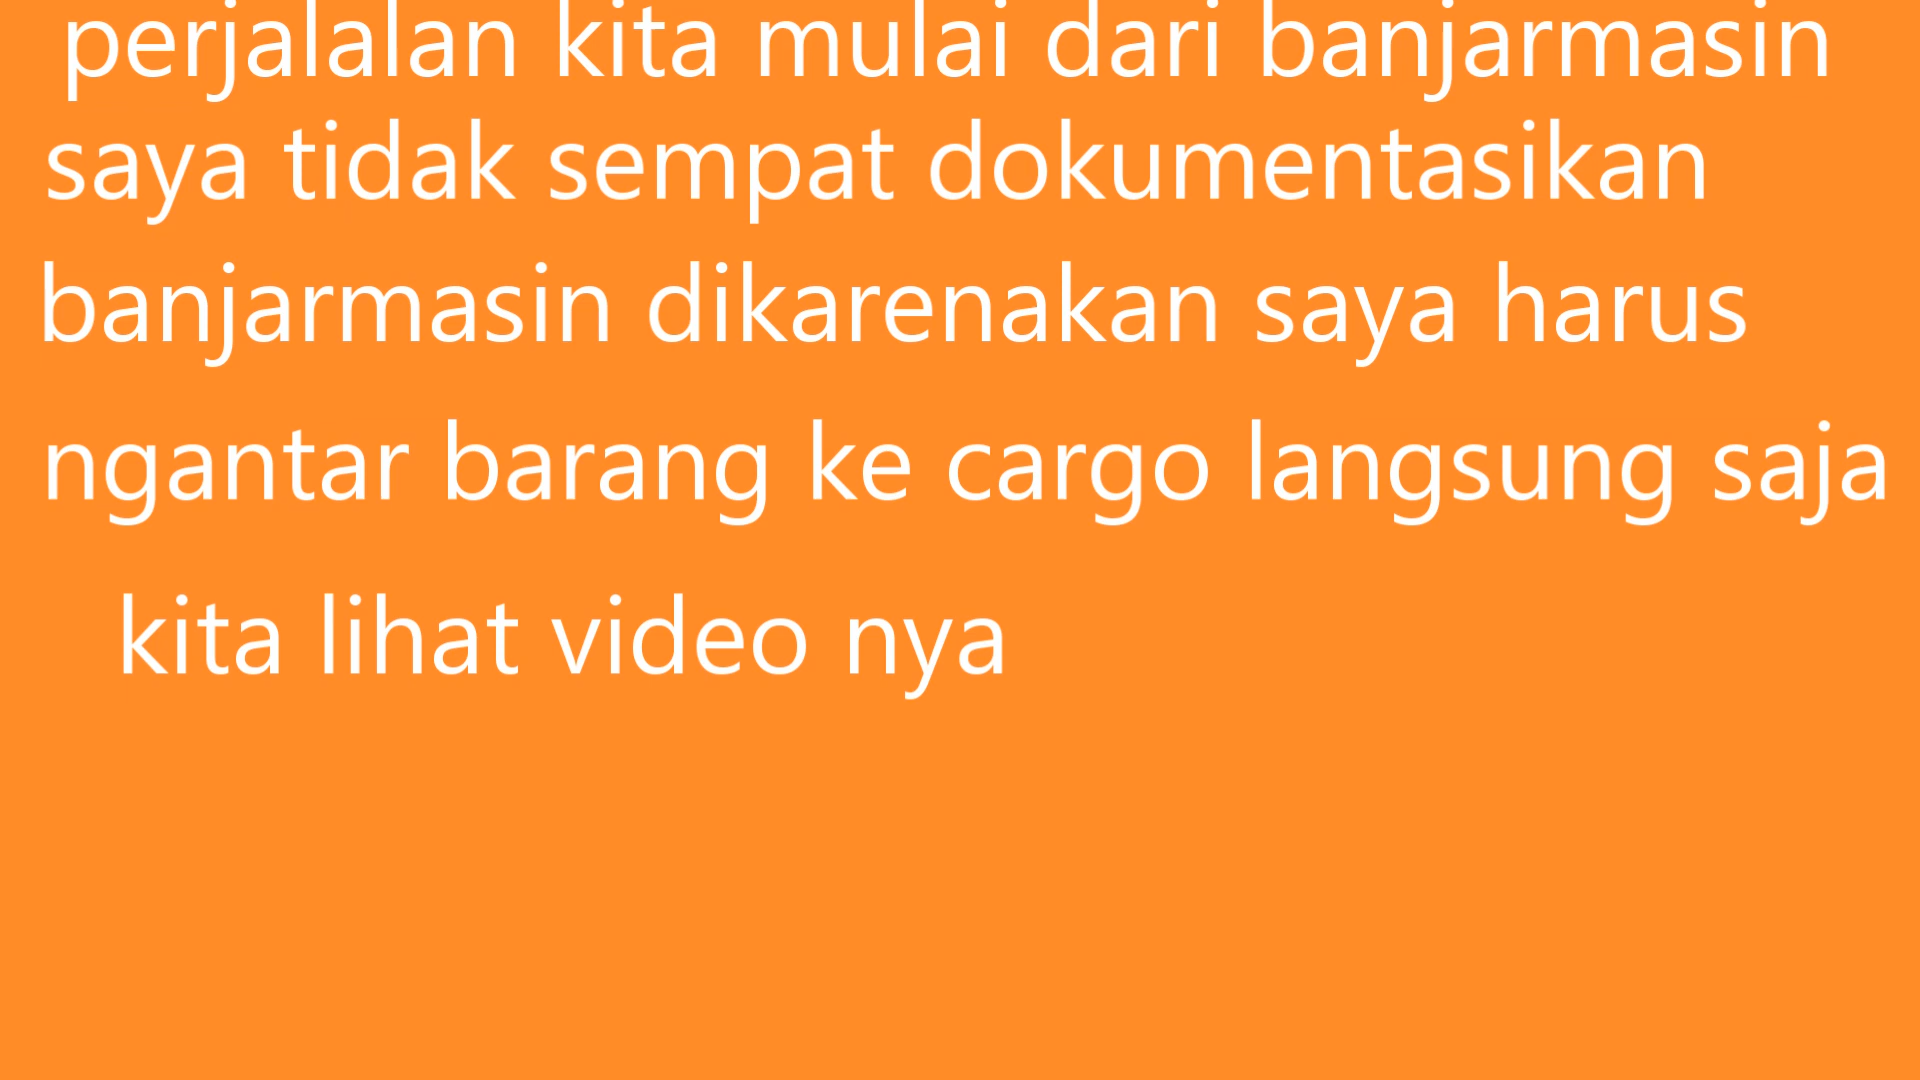 perjalalan kita mulai dari banjarmasin
saya tidak sempat dokumentasikan
banjarmasin dikarenakan saya harus
ngantar barang ke cargo langsung saja
kita lihat video nya